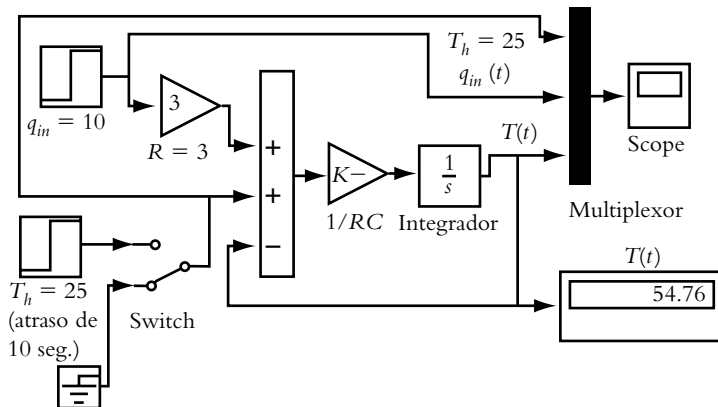 T_h = 25
q_in (t)
q_in = 10
3
R = 3
+
+
−
K−
1/RC
1/s
Integrador
T(t)
Multiplexor
Scope
T_h = 25
(atraso de
10 seg.)
Switch
T(t)
54.76